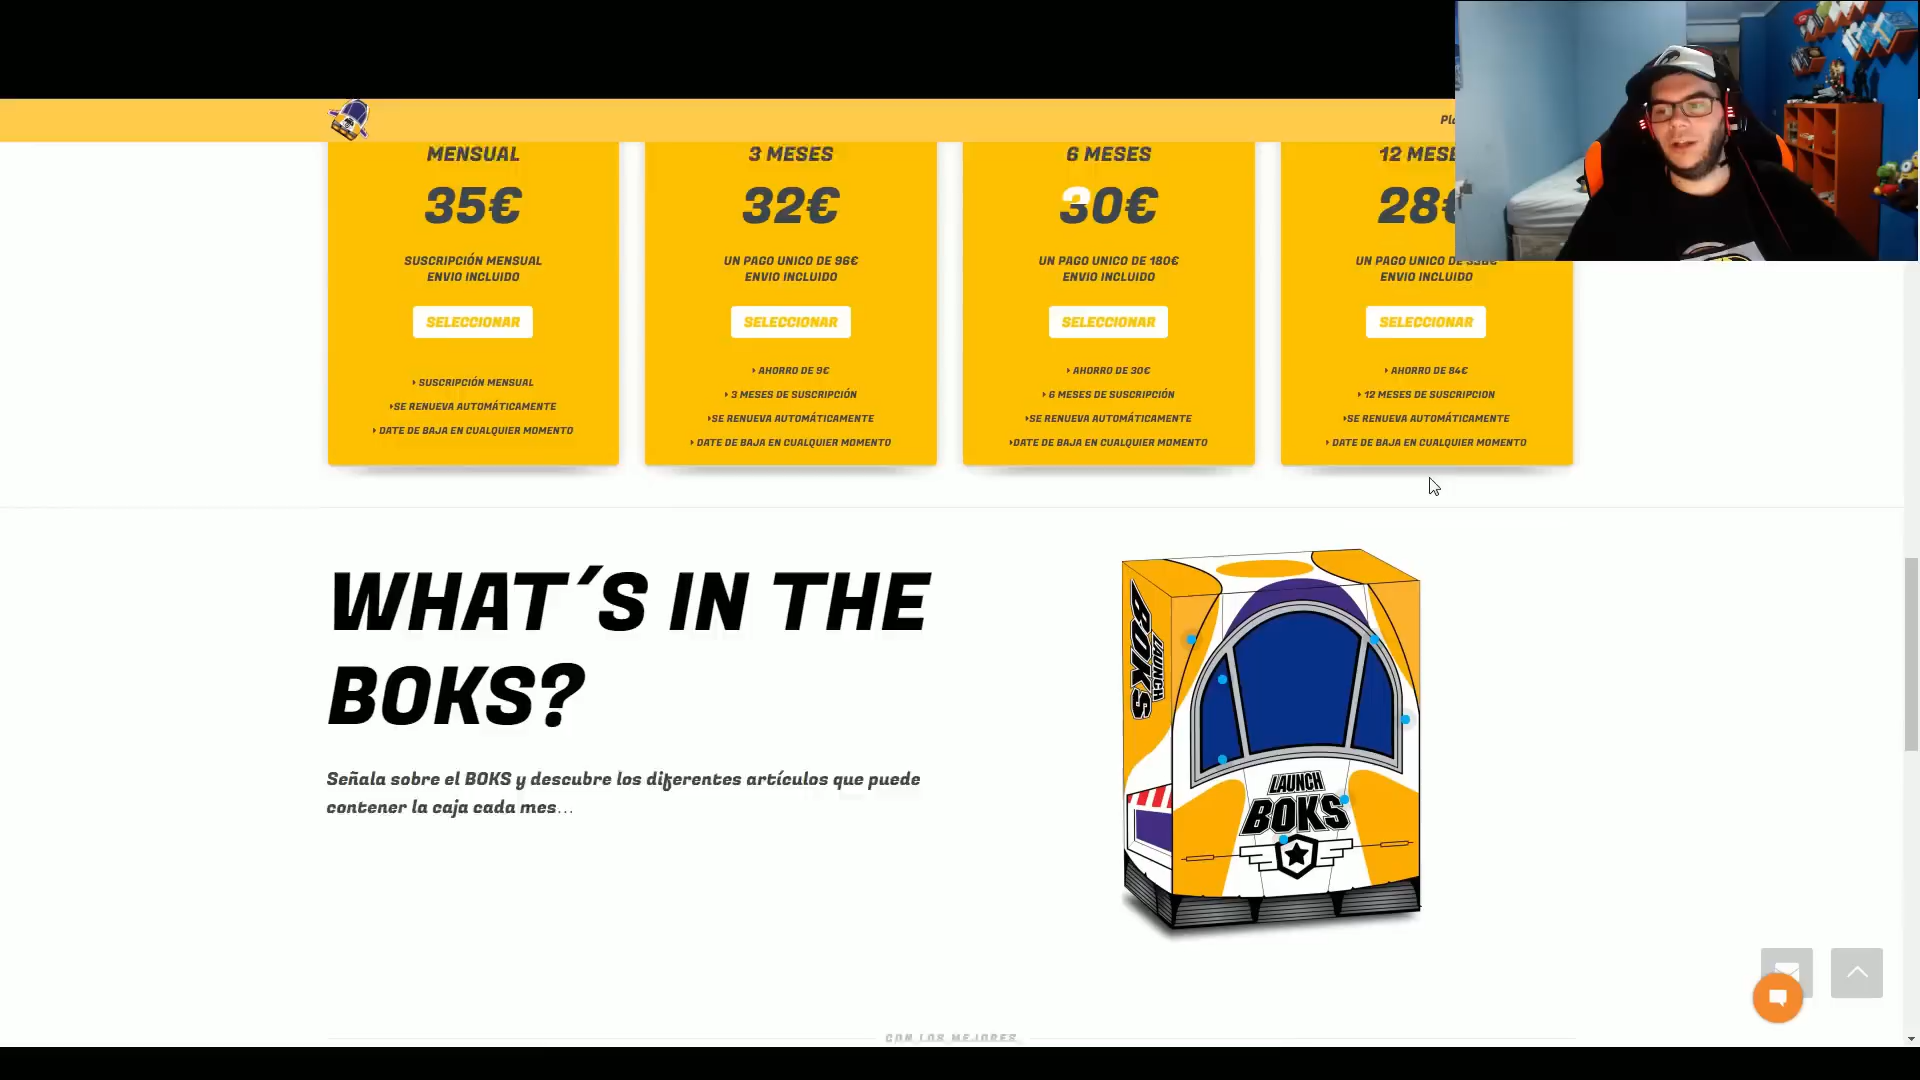 MENSUAL
35€
SUSCRIPCIÓN MENSUAL
ENVIO INCLUIDO
SELECCIONAR
SUSCRIPCIÓN MENSUAL
SE RENUEVA AUTOMÁTICAMENTE
DATE DE BAJA EN CUALQUIER MOMENTO
3 MESES
32€
UN PAGO UNICO DE 96€
ENVIO INCLUIDO
SELECCIONAR
AHORRO DE 9€
3 MESES DE SUSCRIPCIÓN
SE RENUEVA AUTOMÁTICAMENTE
DATE DE BAJA EN CUALQUIER MOMENTO
6 MESES
30€
UN PAGO UNICO DE 180€
ENVIO INCLUIDO
SELECCIONAR
AHORRO DE 30€
6 MESES DE SUSCRIPCIÓN
SE RENUEVA AUTOMÁTICAMENTE
DATE DE BAJA EN CUALQUIER MOMENTO
12 MESE
28€
UN PAGO UNICO DE
ENVIO INCLUIDO
SELECCIONAR
AHORRO DE 84€
12 MESES DE SUSCRIPCION
SE RENUEVA AUTOMÁTICAMENTE
DATE DE BAJA EN CUALQUIER MOMENTO
WHAT´S IN THE
BOKS?
Señala sobre el BOKS y descubre los diferentes artículos que puede
contener la caja cada mes...
LAUNCH
BOKS
LAUNCH
BOKS
CON LOS MEJORES